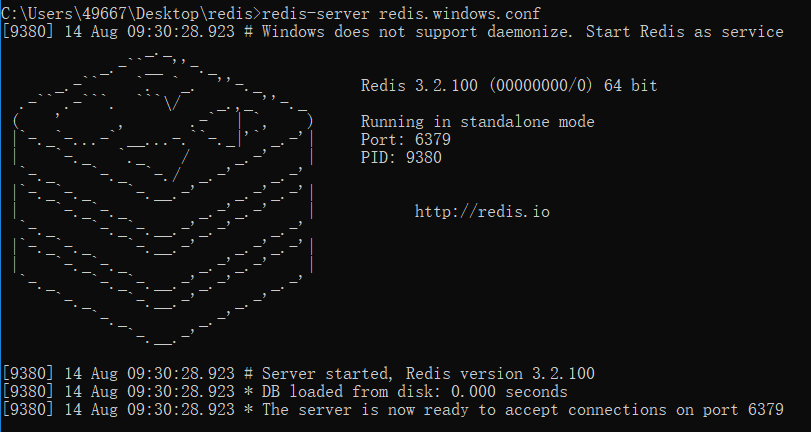 C:\Users\49667\Desktop\redis>redis-server redis.windows.conf
[9380] 14 Aug 09:30:28.923 # Windows does not support daemonize. Start Redis as service
Redis 3.2.100 (00000000/0) 64 bit
Running in standalone mode
Port: 6379
PID: 9380
http://redis.io
[9380] 14 Aug 09:30:28.923 # Server started, Redis version 3.2.100
[9380] 14 Aug 09:30:28.923 * DB loaded from disk: 0.000 seconds
[9380] 14 Aug 09:30:28.923 * The server is now ready to accept connections on port 6379